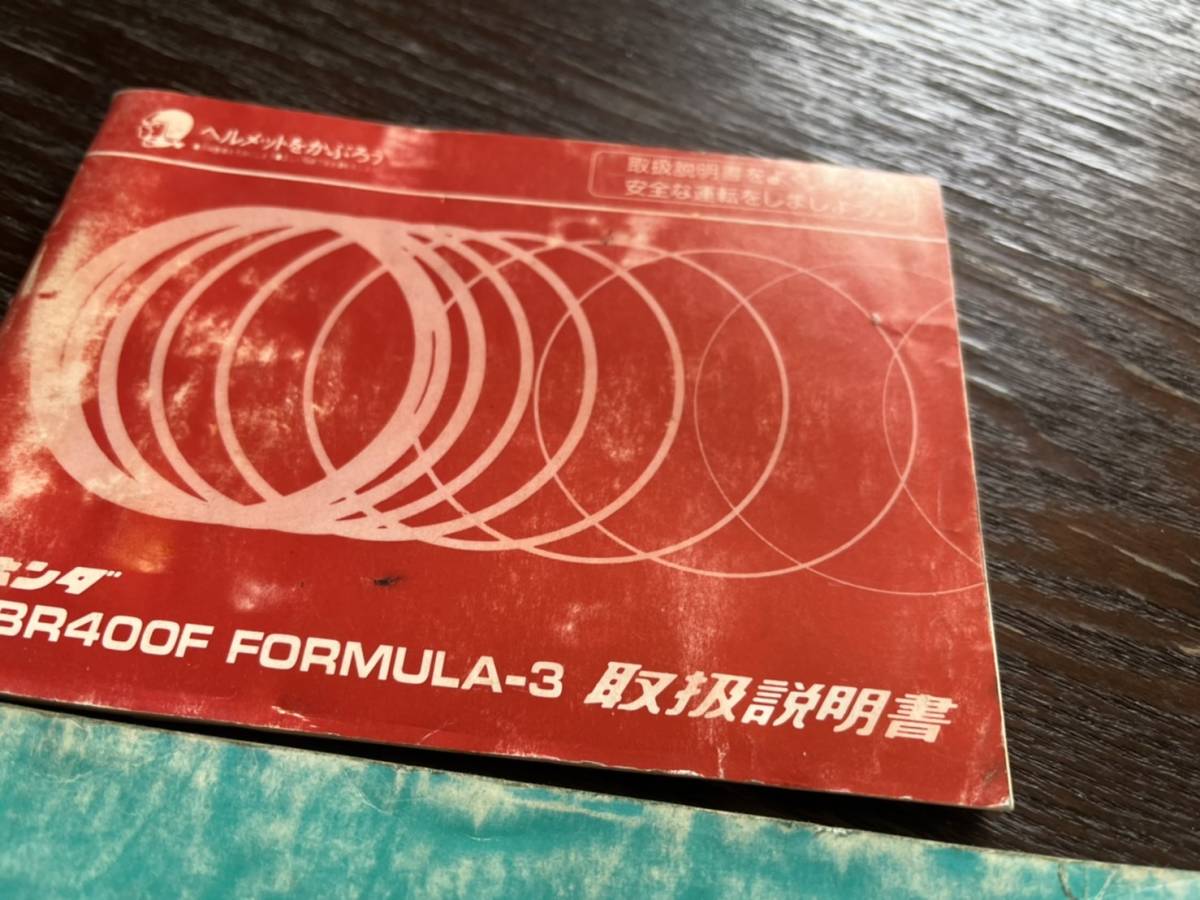 ヘルメットをかぶろう
取扱説明書を
安全な運転をしましょう。
ホンダ
BR400F FORMULA-3 取扱説明書